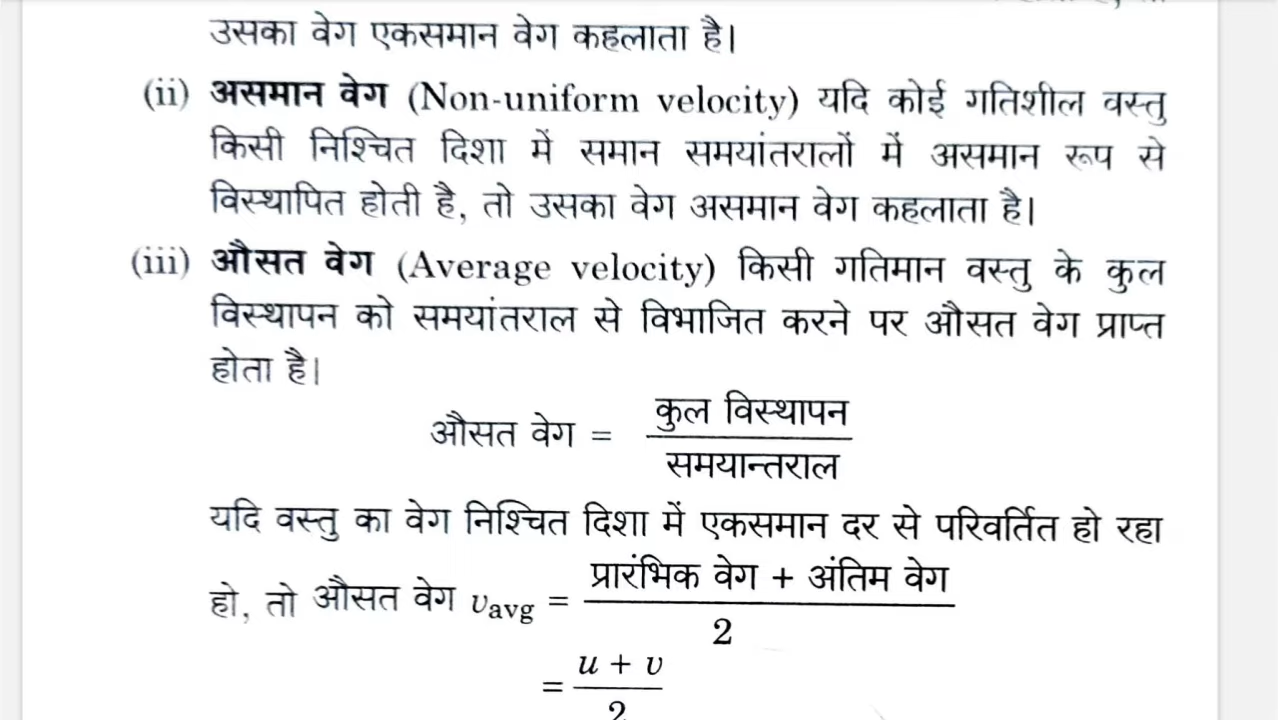 उसका वेग एकसमान वेग कहलाता है।
(ii) असमान वेग (Non-uniform velocity) यदि कोई गतिशील वस्तु
किसी निश्चित दिशा में समान समयांतरालों में असमान रूप से
विस्थापित होती है, तो उसका वेग असमान वेग कहलाता है।
(iii) औसत वेग (Average velocity) किसी गतिमान वस्तु के कुल
विस्थापन को समयांतराल से विभाजित करने पर औसत वेग प्राप्त
होता है।
औसत वेग = कुल विस्थापन / समयान्तराल
यदि वस्तु का वेग निश्चित दिशा में एकसमान दर से परिवर्तित हो रहा
हो, तो औसत वेग v_avg = प्रारंभिक वेग + अंतिम वेग / 2
= u + v / 2